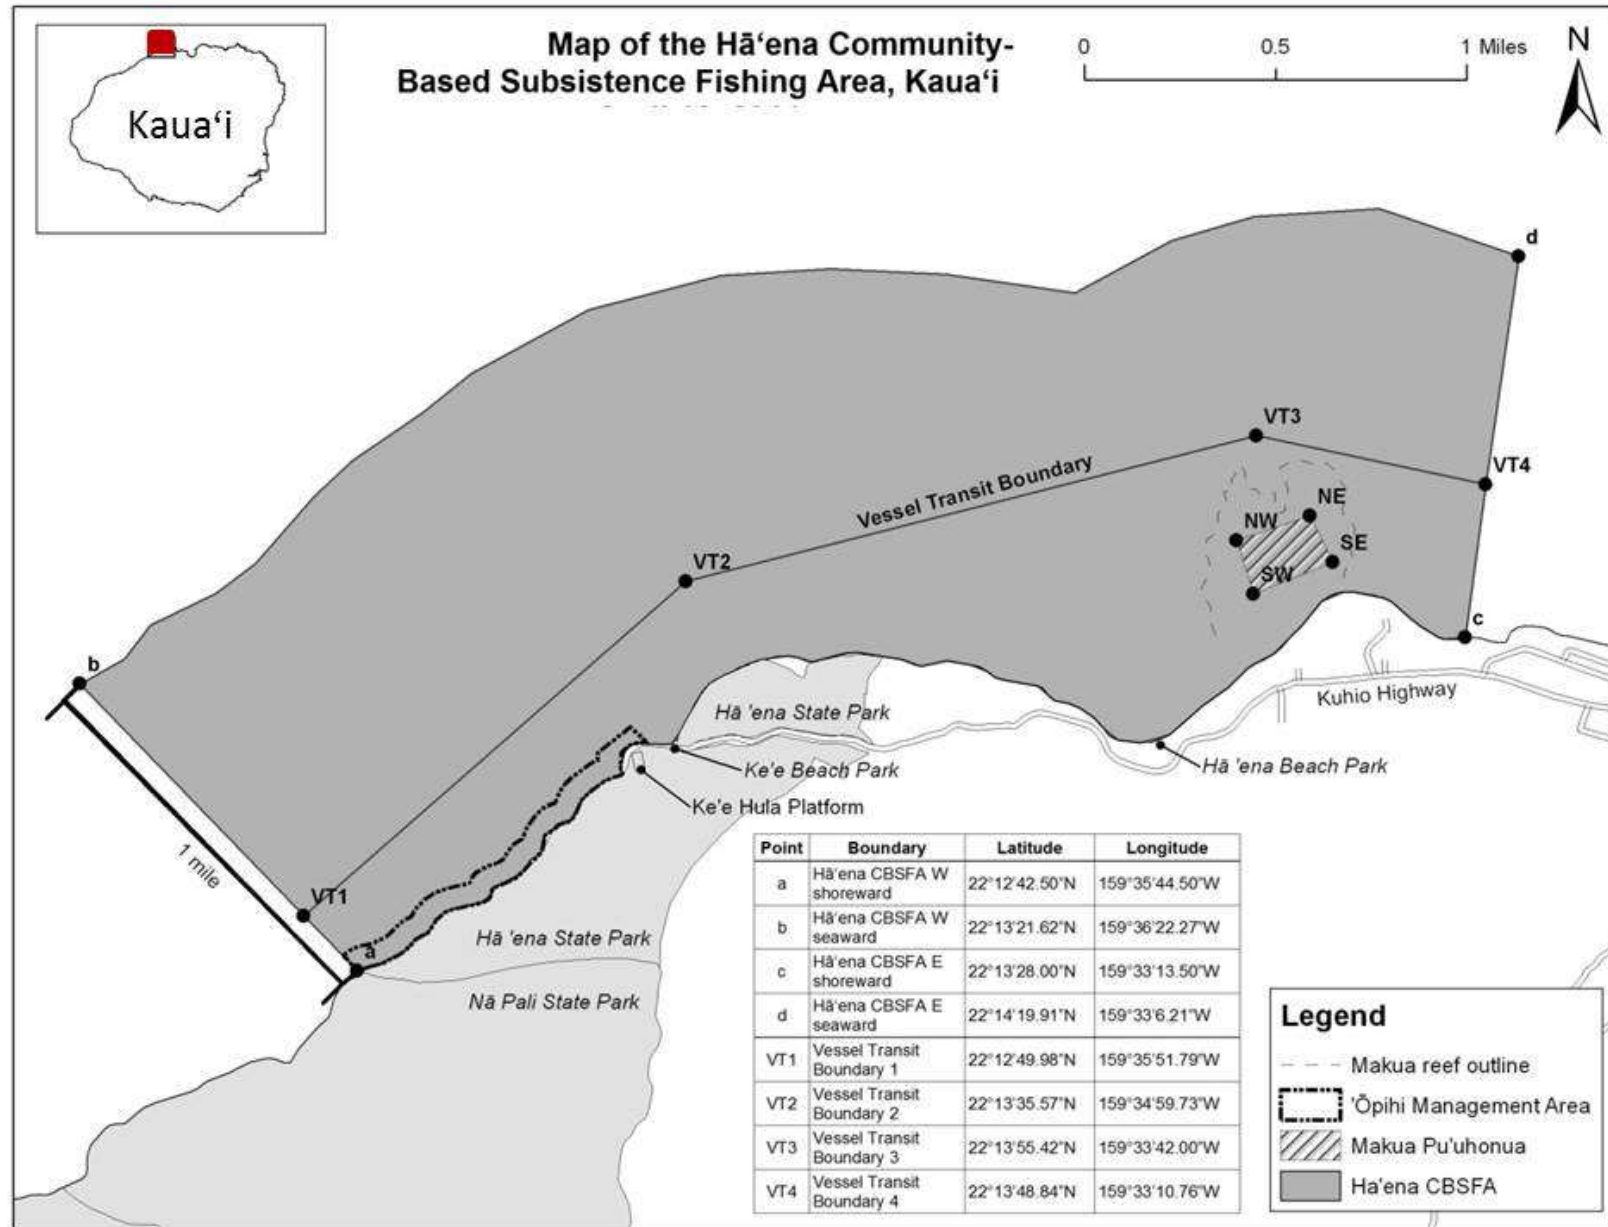 Map of the Hā‘ena Community-
Based Subsistence Fishing Area, Kaua‘i
0 0.5 1 Miles
N
Kaua‘i
d
VT3
Vessel Transit Boundary
VT4
NE
NW
SE
VT2
SW
c
b
Kuhio Highway
Hā 'ena State Park
Ke'e Beach Park
Hā 'ena Beach Park
Ke'e Hula Platform
1 mile
VT1
a
Hā 'ena State Park
Nā Pali State Park
Point Boundary Latitude Longitude
a Hā‘ena CBSFA W shoreward 22°12'42.50"N 159°35'44.50"W
b Hā‘ena CBSFA W seaward 22°13'21.62"N 159°36'22.27"W
c Hā‘ena CBSFA E shoreward 22°13'28.00"N 159°33'13.50"W
d Hā‘ena CBSFA E seaward 22°14'19.91"N 159°33'6.21"W
VT1 Vessel Transit Boundary 1 22°12'49.98"N 159°35'51.79"W
VT2 Vessel Transit Boundary 2 22°13'35.57"N 159°34'59.73"W
VT3 Vessel Transit Boundary 3 22°13'55.42"N 159°33'42.00"W
VT4 Vessel Transit Boundary 4 22°13'48.84"N 159°33'10.76"W
Legend
Makua reef outline
'Ōpihi Management Area
Makua Pu'uhonua
Ha'ena CBSFA